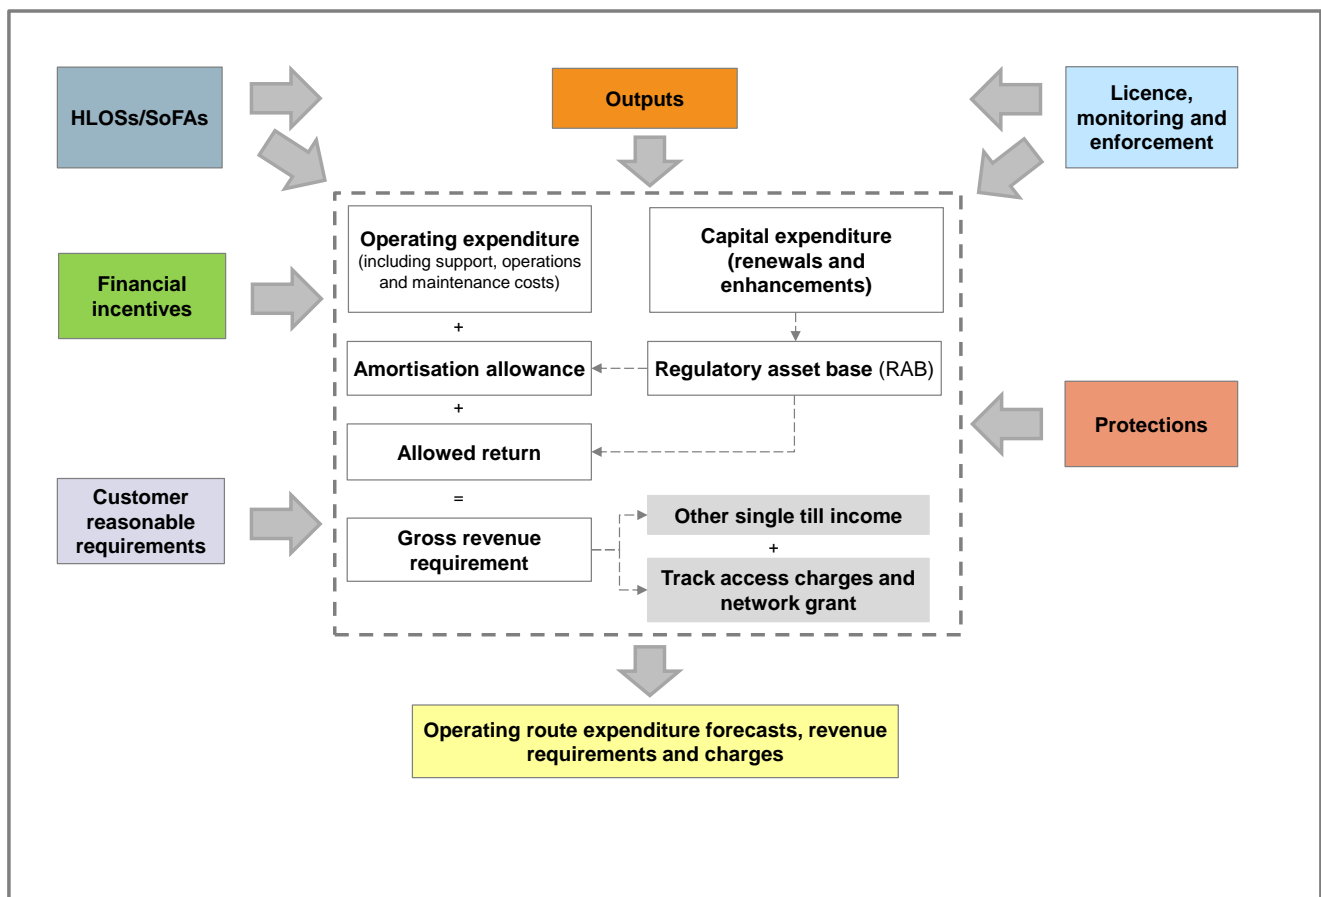 HLOSs/SoFAs
Outputs
Licence,
monitoring and
enforcement
Operating expenditure
(including support, operations
and maintenance costs)
Capital expenditure
(renewals and
enhancements)
Financial
incentives
+
Amortisation allowance
Regulatory asset base (RAB)
+
Allowed return
Protections
=
Customer
reasonable
requirements
Gross revenue
requirement
Other single till income
+
Track access charges and
network grant
Operating route expenditure forecasts, revenue
requirements and charges